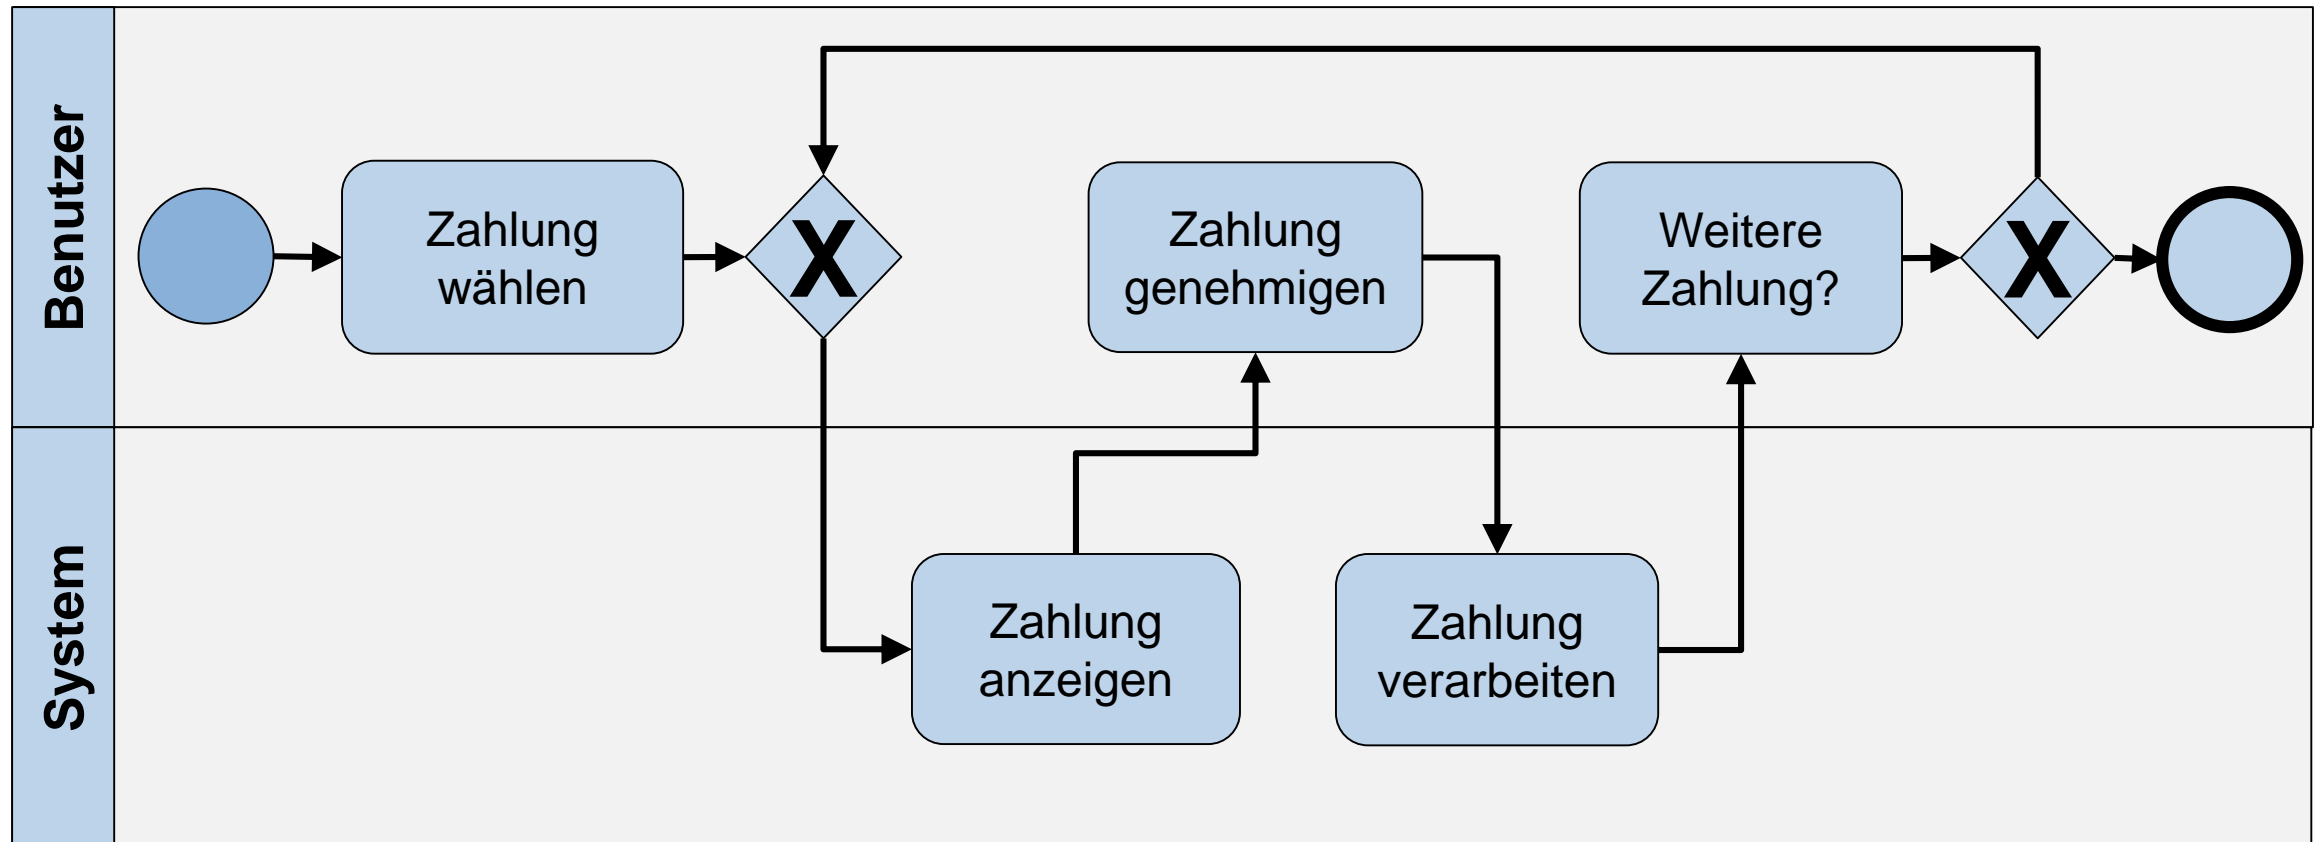 Benutzer
Zahlung
wählen
X
Zahlung
genehmigen
Weitere
Zahlung?
X
System
Zahlung
anzeigen
Zahlung
verarbeiten